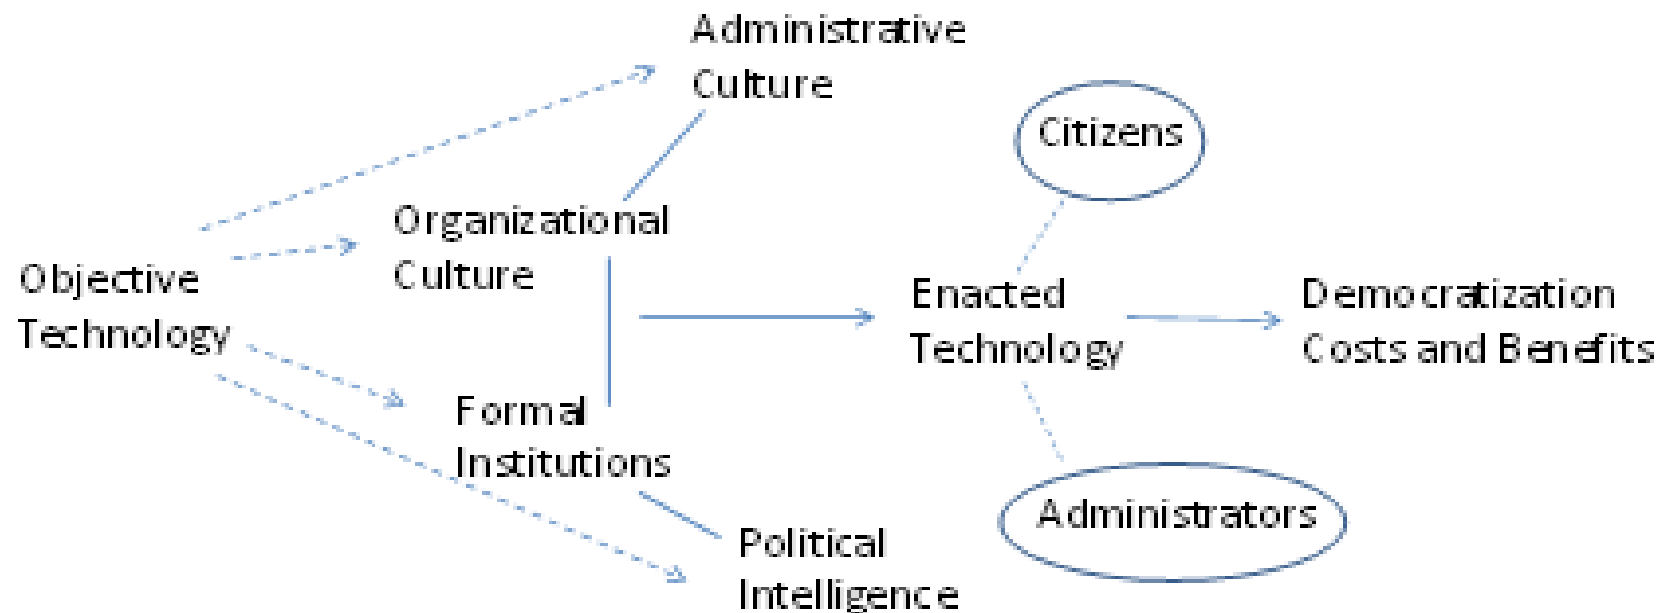 Administrative
Culture
Citizens
Organizational
Culture
Objective
Technology
Enacted
Technology
Democratization
Costs and Benefits
Formal
Institutions
Administrators
Political
Intelligence